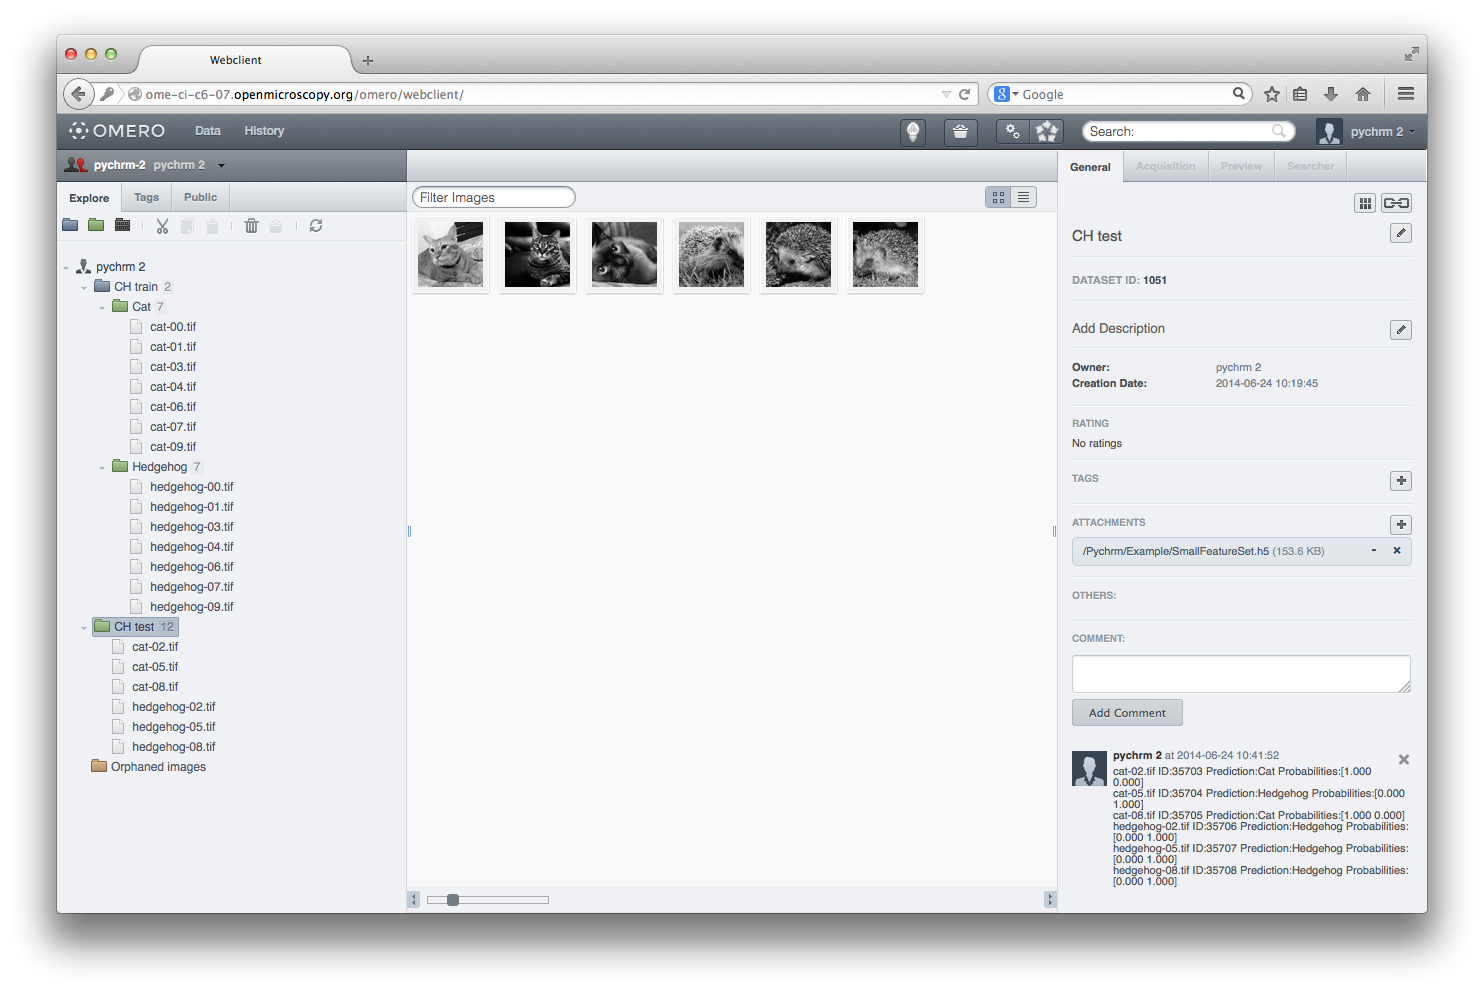 Webclient
ome-ci-c6-07.openmicroscopy.org/omero/webclient/
Google
OMERO
Data
History
Search:
pychrm 2
pychrm-2 pychrm 2
Explore
Tags
Public
pychrm 2
CH train 2
Cat 7
cat-00.tif
cat-01.tif
cat-03.tif
cat-04.tif
cat-06.tif
cat-07.tif
cat-09.tif
Hedgehog 7
hedgehog-00.tif
hedgehog-01.tif
hedgehog-03.tif
hedgehog-04.tif
hedgehog-06.tif
hedgehog-07.tif
hedgehog-09.tif
CH test 12
cat-02.tif
cat-05.tif
cat-08.tif
hedgehog-02.tif
hedgehog-05.tif
hedgehog-08.tif
Orphaned images
Filter Images
General
Acquisition
Preview
Searcher
CH test
DATASET ID: 1051
Add Description
Owner: pychrm 2
Creation Date: 2014-06-24 10:19:45
RATING
No ratings
TAGS
ATTACHMENTS
/Pychrm/Example/SmallFeatureSet.h5 (153.6 KB)
OTHERS:
COMMENT:
Add Comment
pychrm 2 at 2014-06-24 10:41:52
cat-02.tif ID:35703 Prediction:Cat Probabilities:[1.000
0.000]
cat-05.tif ID:35704 Prediction:Hedgehog Probabilities:[0.000
1.000]
cat-08.tif ID:35705 Prediction:Cat Probabilities:[1.000 0.000]
hedgehog-02.tif ID:35706 Prediction:Hedgehog Probabilities:
[0.000 1.000]
hedgehog-05.tif ID:35707 Prediction:Hedgehog Probabilities:
[0.000 1.000]
hedgehog-08.tif ID:35708 Prediction:Hedgehog Probabilities:
[0.000 1.000]